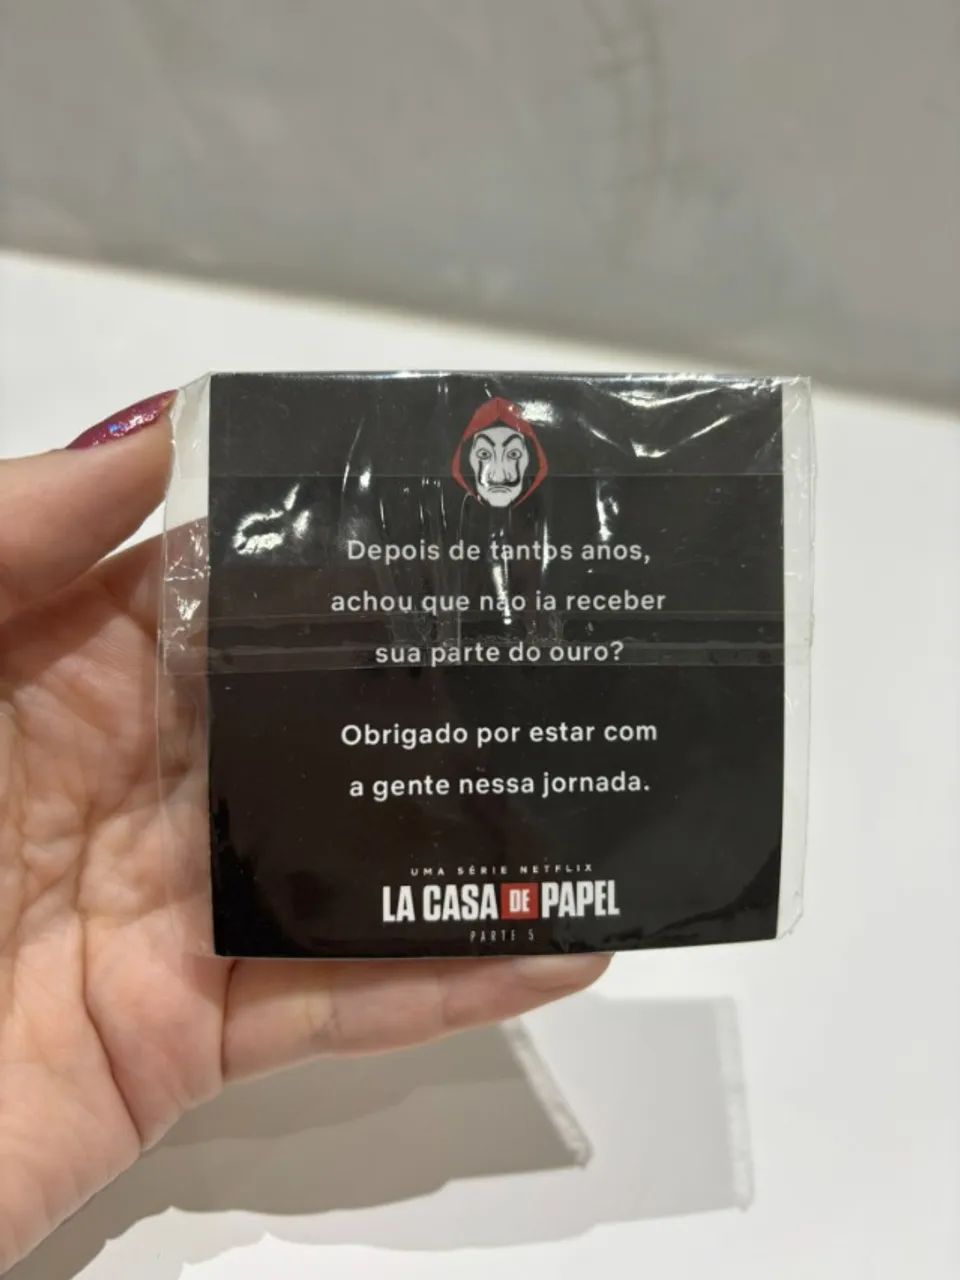 Depois de tantos anos,
achou que não ia receber
sua parte do ouro?
Obrigado por estar com
a gente nessa jornada.
UMA SÉRIE NETFLIX
LA CASA DE PAPEL
PARTE 5